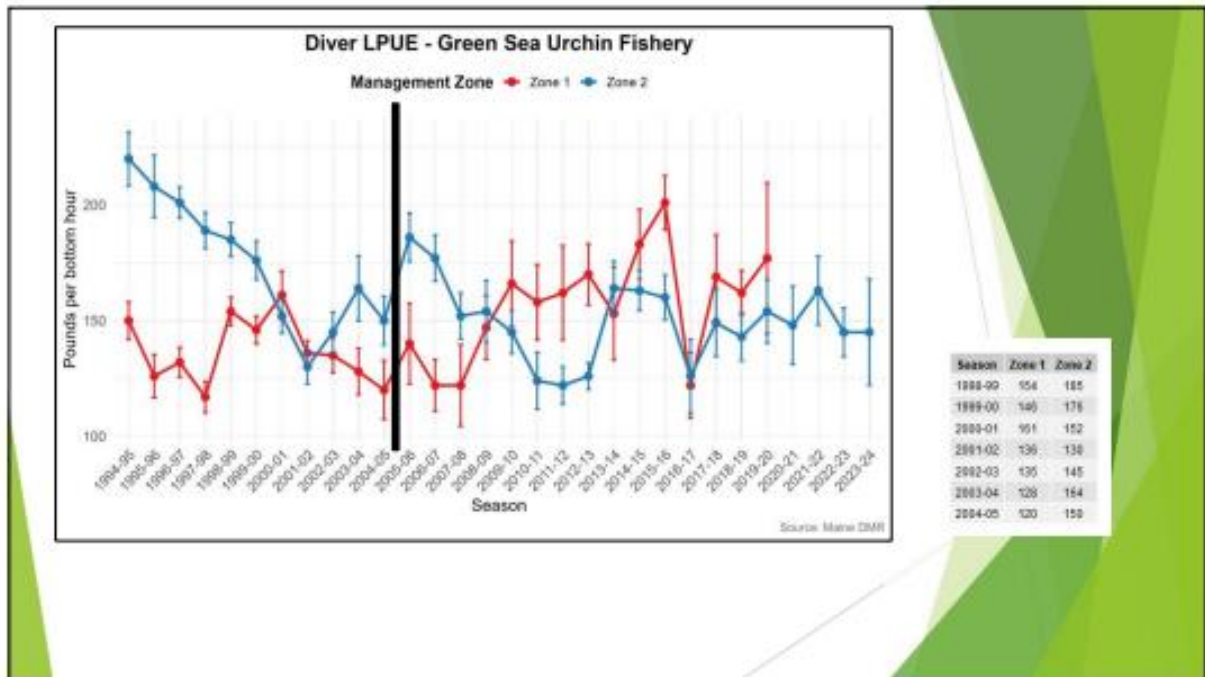 Diver LPUE - Green Sea Urchin Fishery
Management Zone Zone 1 Zone 2
Pounds per bottom hour
200
150
100
1994-95
1995-96
1996-97
1997-98
1998-99
1999-00
2000-01
2001-02
2002-03
2003-04
2004-05
2005-06
2006-07
2007-08
2008-09
2009-10
2010-11
2011-12
2012-13
2013-14
2014-15
2015-16
2016-17
2017-18
2018-19
2019-20
2020-21
2021-22
2022-23
2023-24
Season
Source: Maine DMR
Season Zone 1 Zone 2
1998-99 154 185
1999-00 146 176
2000-01 161 152
2001-02 136 130
2002-03 135 145
2003-04 128 164
2004-05 120 150